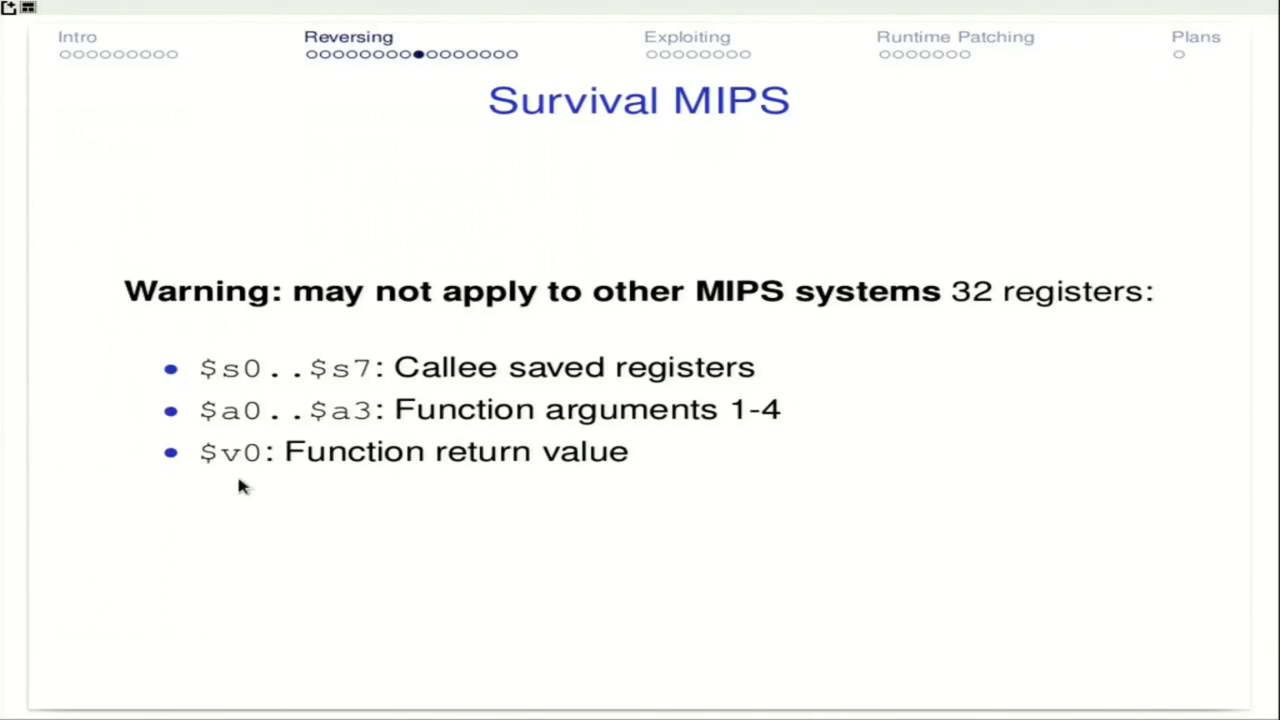 Intro Reversing Exploiting Runtime Patching Plans
Survival MIPS
Warning: may not apply to other MIPS systems 32 registers:
$s0..$s7: Callee saved registers
$a0..$a3: Function arguments 1-4
$v0: Function return value